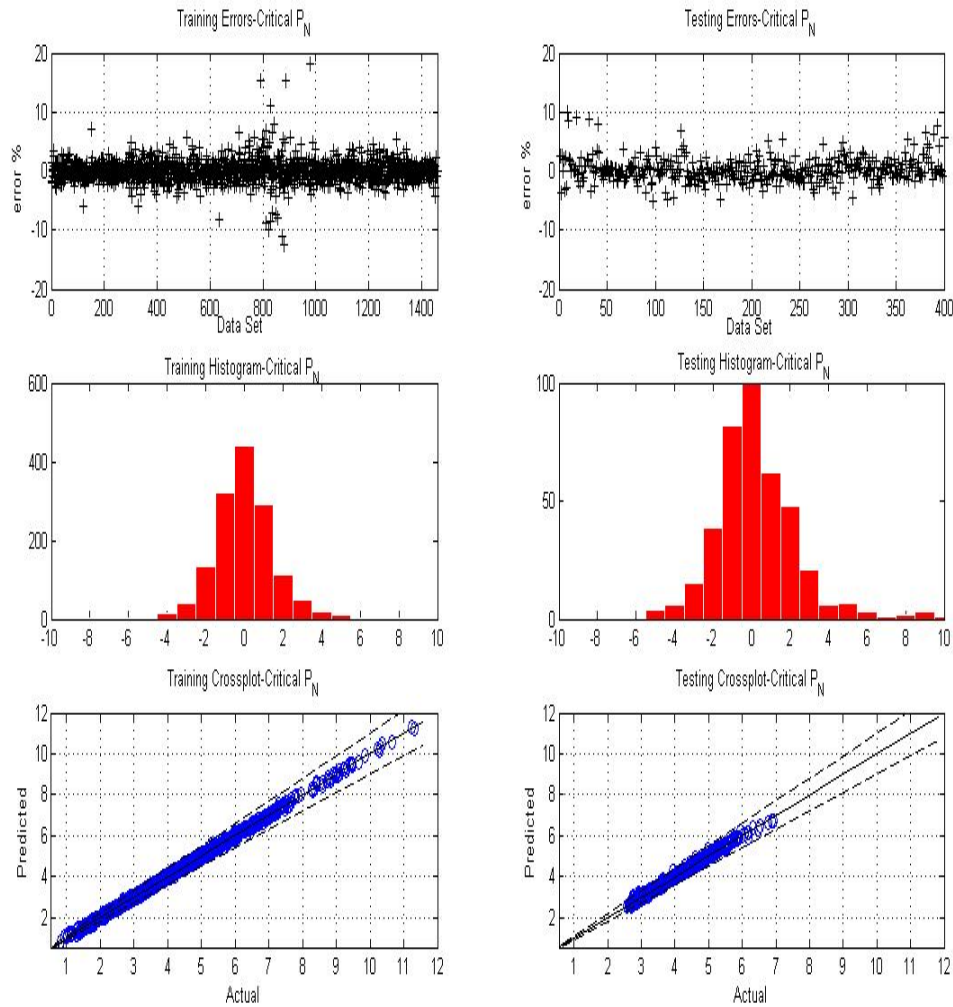 Training Errors-Critical P_N
20
10
0
-10
-20
error %
0 200 400 600 800 1000 1200 1400
Data Set
Testing Errors-Critical P_N
20
10
0
-10
-20
error %
0 50 100 150 200 250 300 350 400
Data Set
Training Histogram-Critical P_N
600
400
200
0
-10 -8 -6 -4 -2 0 2 4 6 8 10
Testing Histogram-Critical P_N
100
50
0
-10 -8 -6 -4 -2 0 2 4 6 8 10
Training Crossplot-Critical P_N
12
10
8
6
4
2
Predicted
1 2 3 4 5 6 7 8 9 10 11 12
Actual
Testing Crossplot-Critical P_N
12
10
8
6
4
2
Predicted
1 2 3 4 5 6 7 8 9 10 11 12
Actual